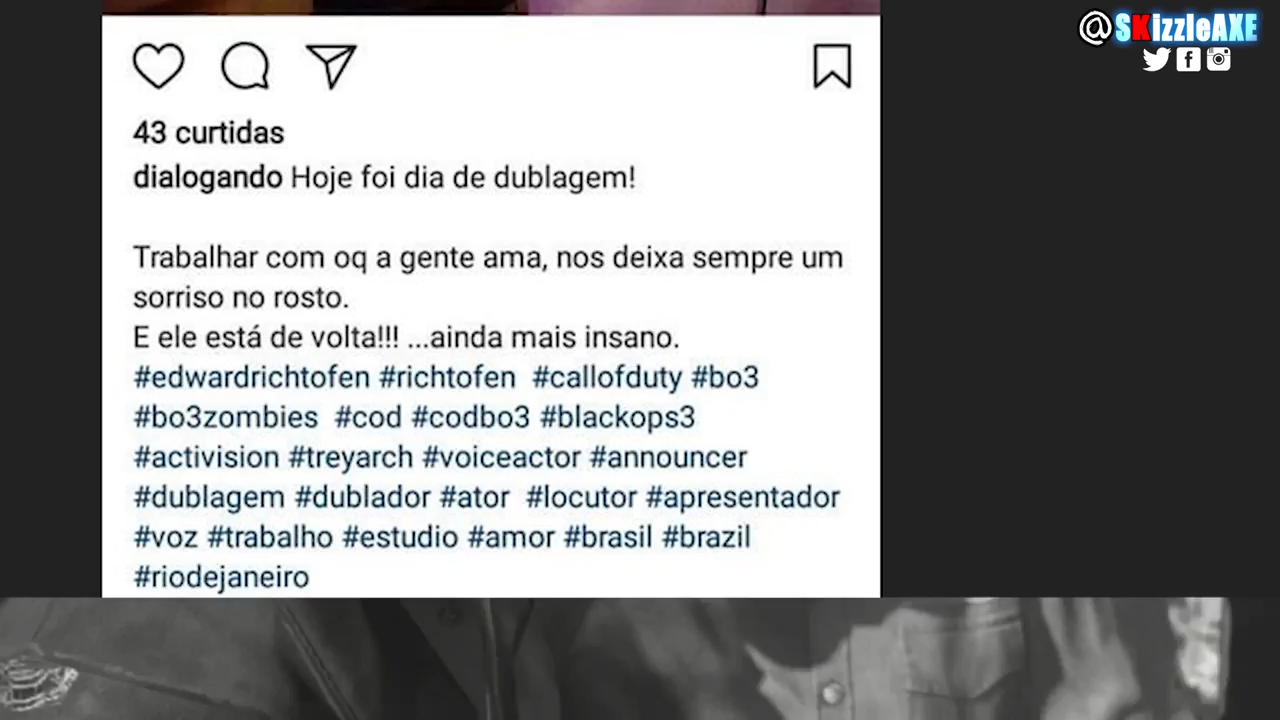 @SKizzleAXE
43 curtidas
dialogando Hoje foi dia de dublagem!
Trabalhar com oq a gente ama, nos deixa sempre um
sorriso no rosto.
E ele está de volta!!! ...ainda mais insano.
#edwardrichtofen #richtofen #callofduty #bo3
#bo3zombies #cod #codbo3 #blackops3
#activision #treyarch #voiceactor #announcer
#dublagem #dublador #ator #locutor #apresentador
#voz #trabalho #estudio #amor #brasil #brazil
#riodejaneiro